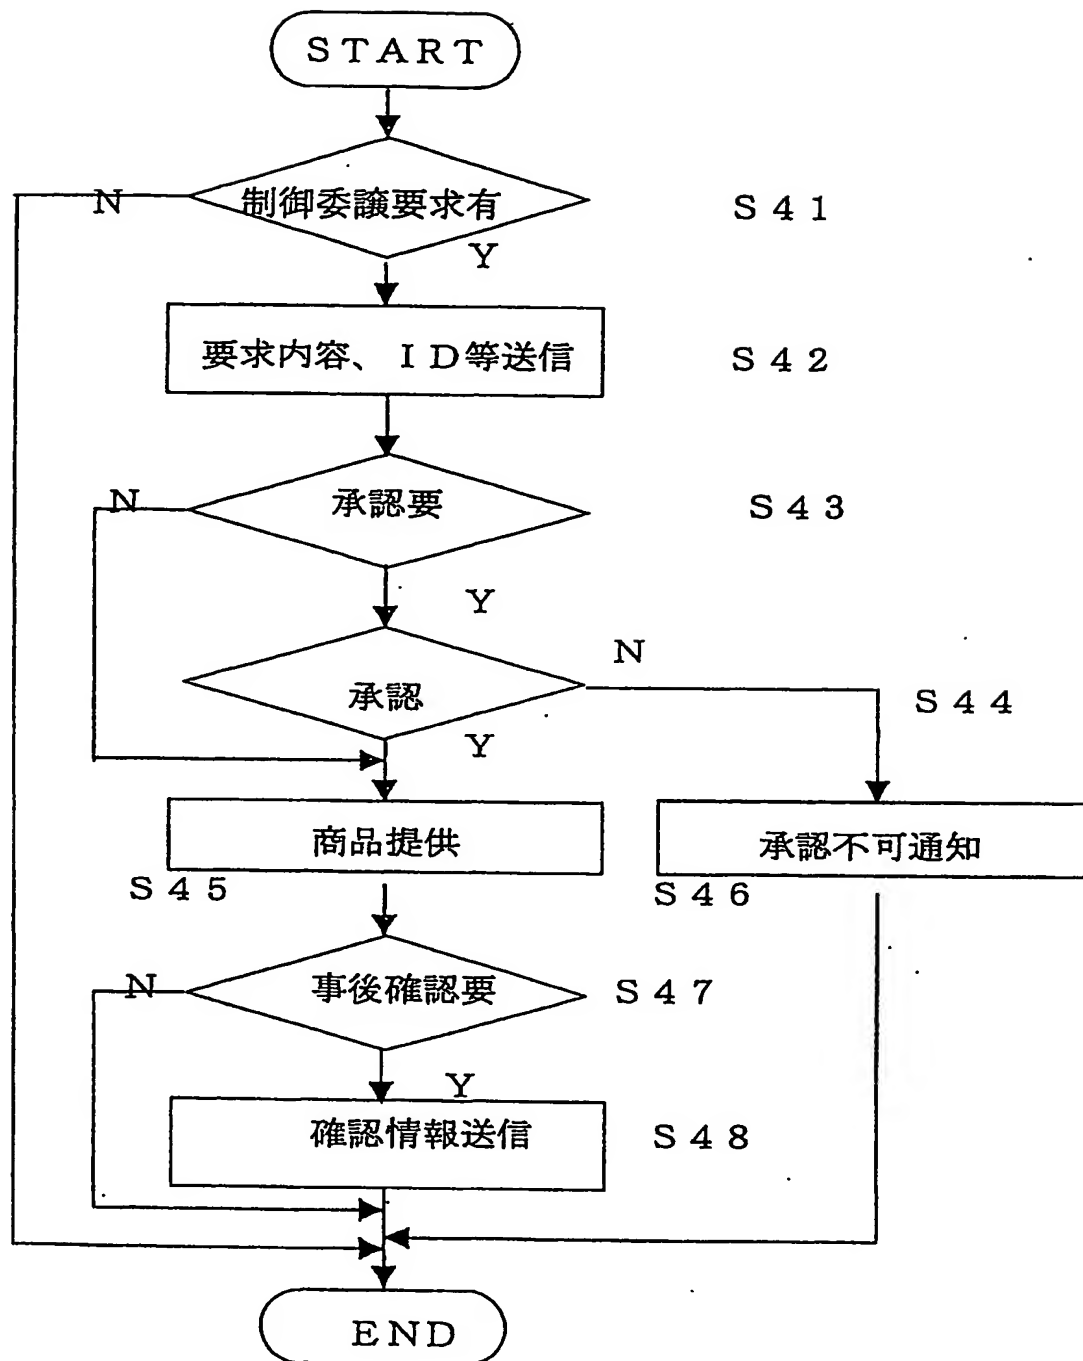 START
制御委譲要求有
N
S41
Y
要求内容、ID等送信
S42
承認要
N
S43
Y
承認
N
S44
Y
商品提供
承認不可通知
S45
S46
事後確認要
N
S47
Y
確認情報送信
S48
END